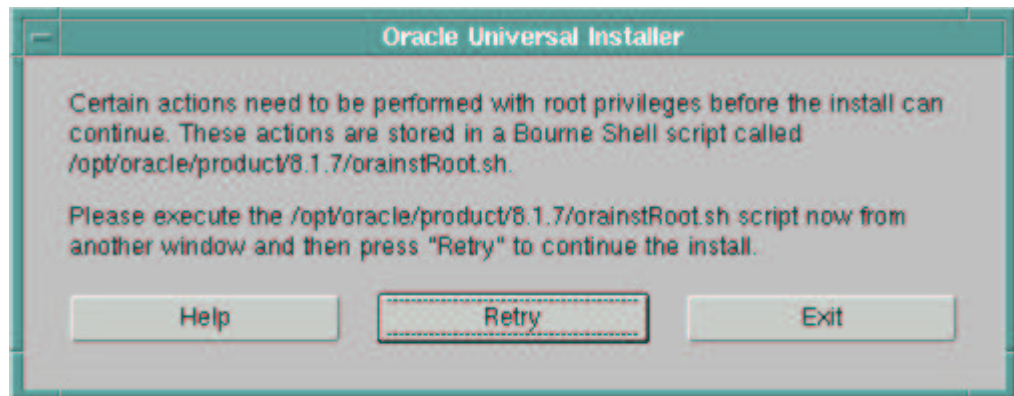 Oracle Universal Installer
Certain actions need to be performed with root privileges before the install can
continue. These actions are stored in a Bourne Shell script called
/opt/oracle/product/8.1.7/orainstRoot.sh.
Please execute the /opt/oracle/product/8.1.7/orainstRoot.sh script now from
another window and then press "Retry" to continue the install.
Help
Retry
Exit